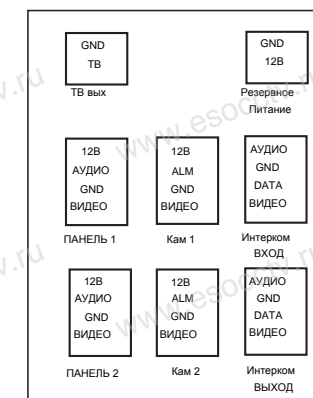 GND
ТВ
ТВ вых
GND
12В
Резервное
Питание
12В
АУДИО
GND
ВИДЕО
ПАНЕЛЬ 1
12В
ALM
GND
ВИДЕО
Кам 1
АУДИО
GND
DATA
ВИДЕО
Интерком
ВХОД
12В
АУДИО
GND
ВИДЕО
ПАНЕЛЬ 2
12В
ALM
GND
ВИДЕО
Кам 2
АУДИО
GND
DATA
ВИДЕО
Интерком
ВЫХОД